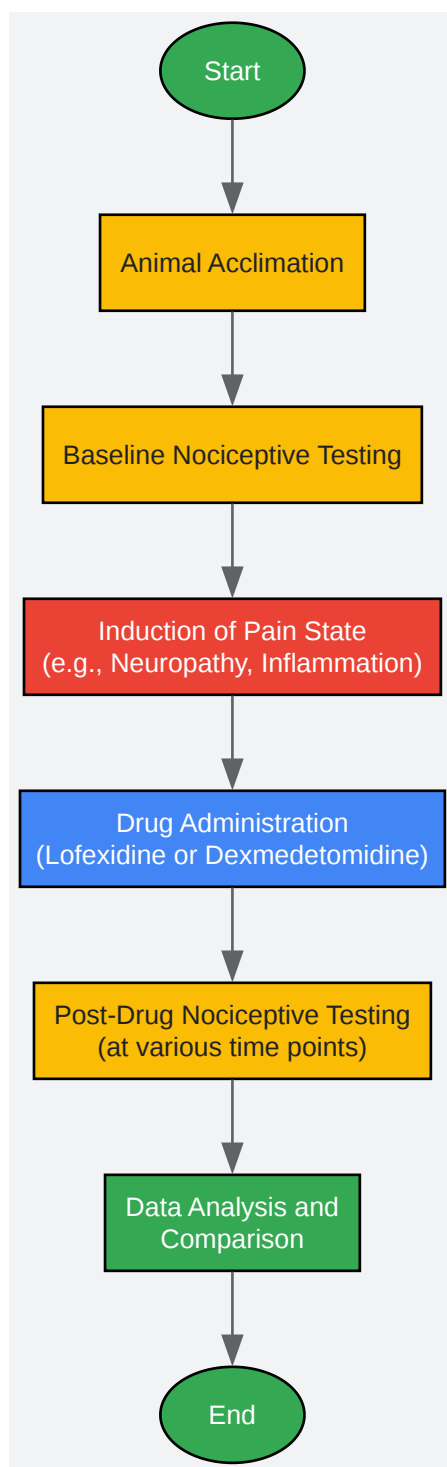 Start
Animal Acclimation
Baseline Nociceptive Testing
Induction of Pain State
(e.g., Neuropathy, Inflammation)
Drug Administration
(Lofexidine or Dexmedetomidine)
Post-Drug Nociceptive Testing
(at various time points)
Data Analysis and
Comparison
End